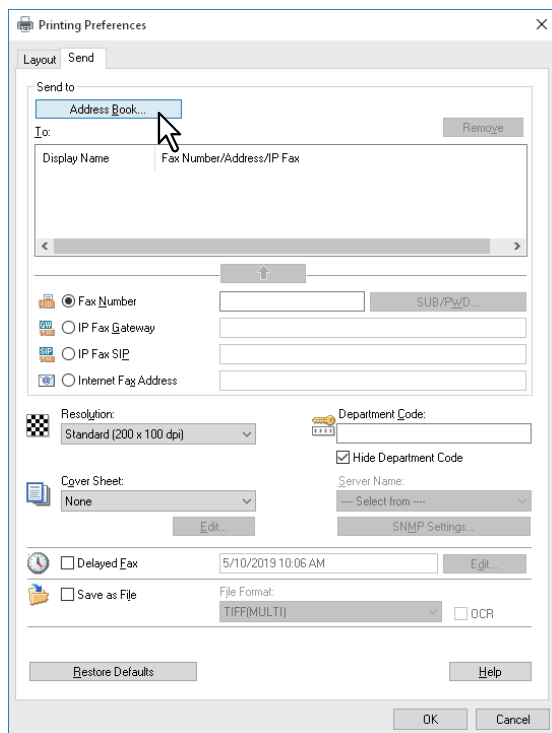 Printing Preferences
Layout Send
Send to
Address Book...
To:
Remove
Display Name Fax Number/Address/IP Fax
Fax Number
SUB/PWD...
IP Fax Gateway
IP Fax SIP
Internet Fax Address
Resolution:
Standard (200 x 100 dpi)
Department Code:
Hide Department Code
Cover Sheet:
None
Edit...
Server Name:
---- Select from ----
SNMP Settings...
Delayed Fax
5/10/2019 10:06 AM
Edit...
Save as File
File Format:
TIFF(MULTI)
OCR
Restore Defaults
Help
OK
Cancel